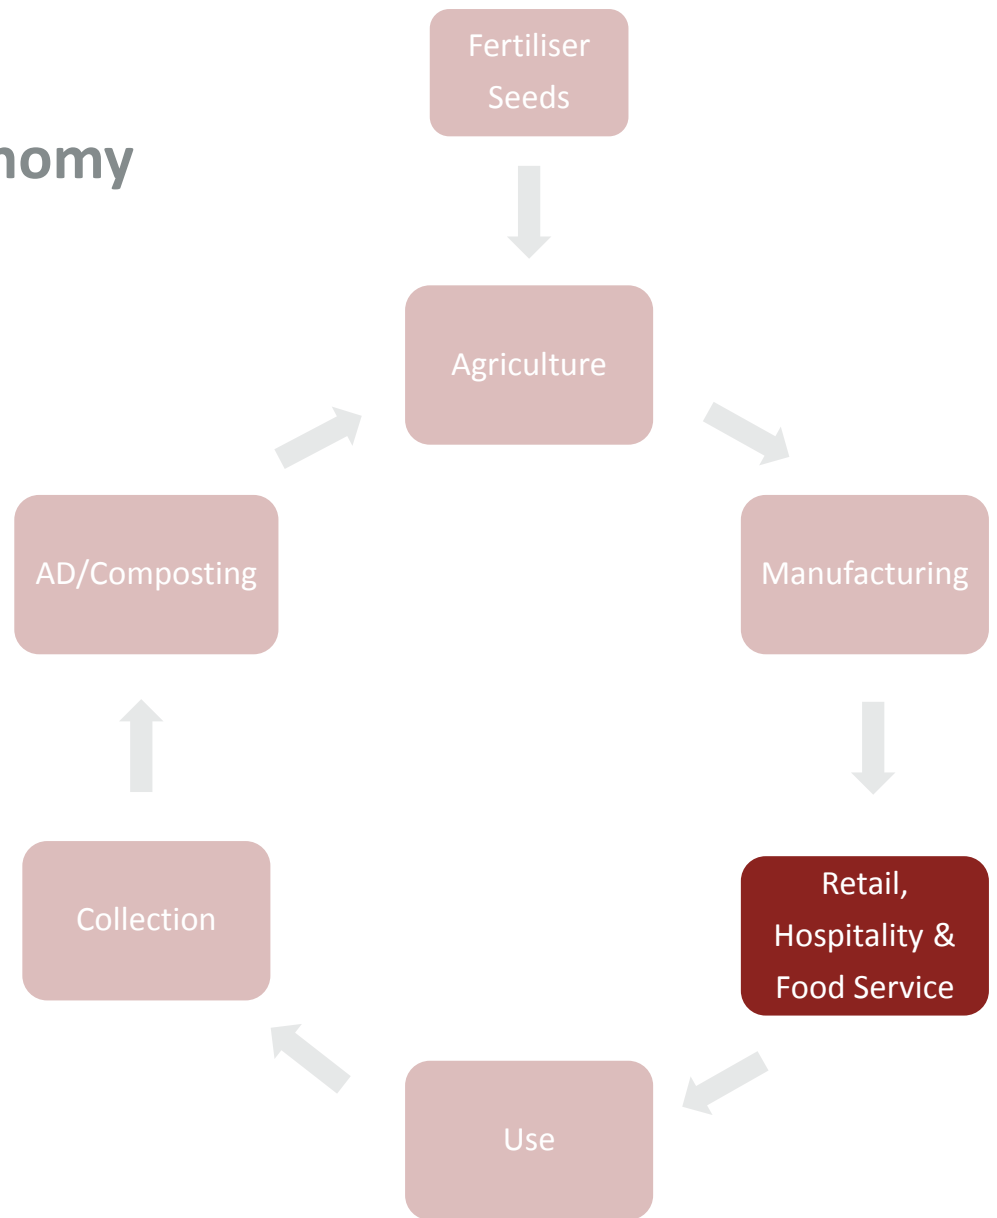 Fertiliser
Seeds
nomy
Agriculture
AD/Composting
Manufacturing
Collection
Retail,
Hospitality &
Food Service
Use